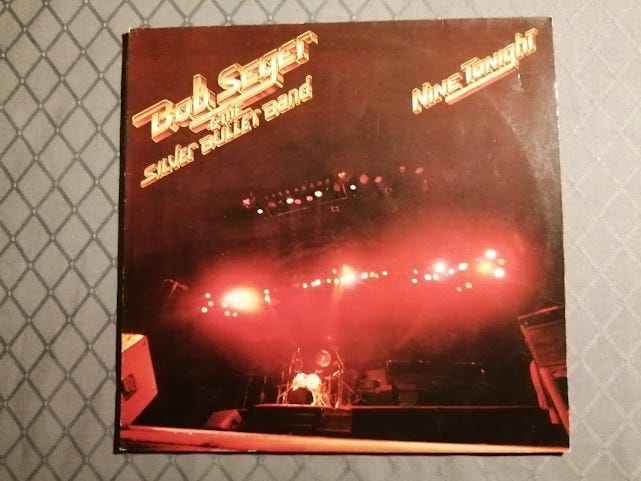 Bob Seger
& THE
SILVER BULLET Band
NINE TONIGHT